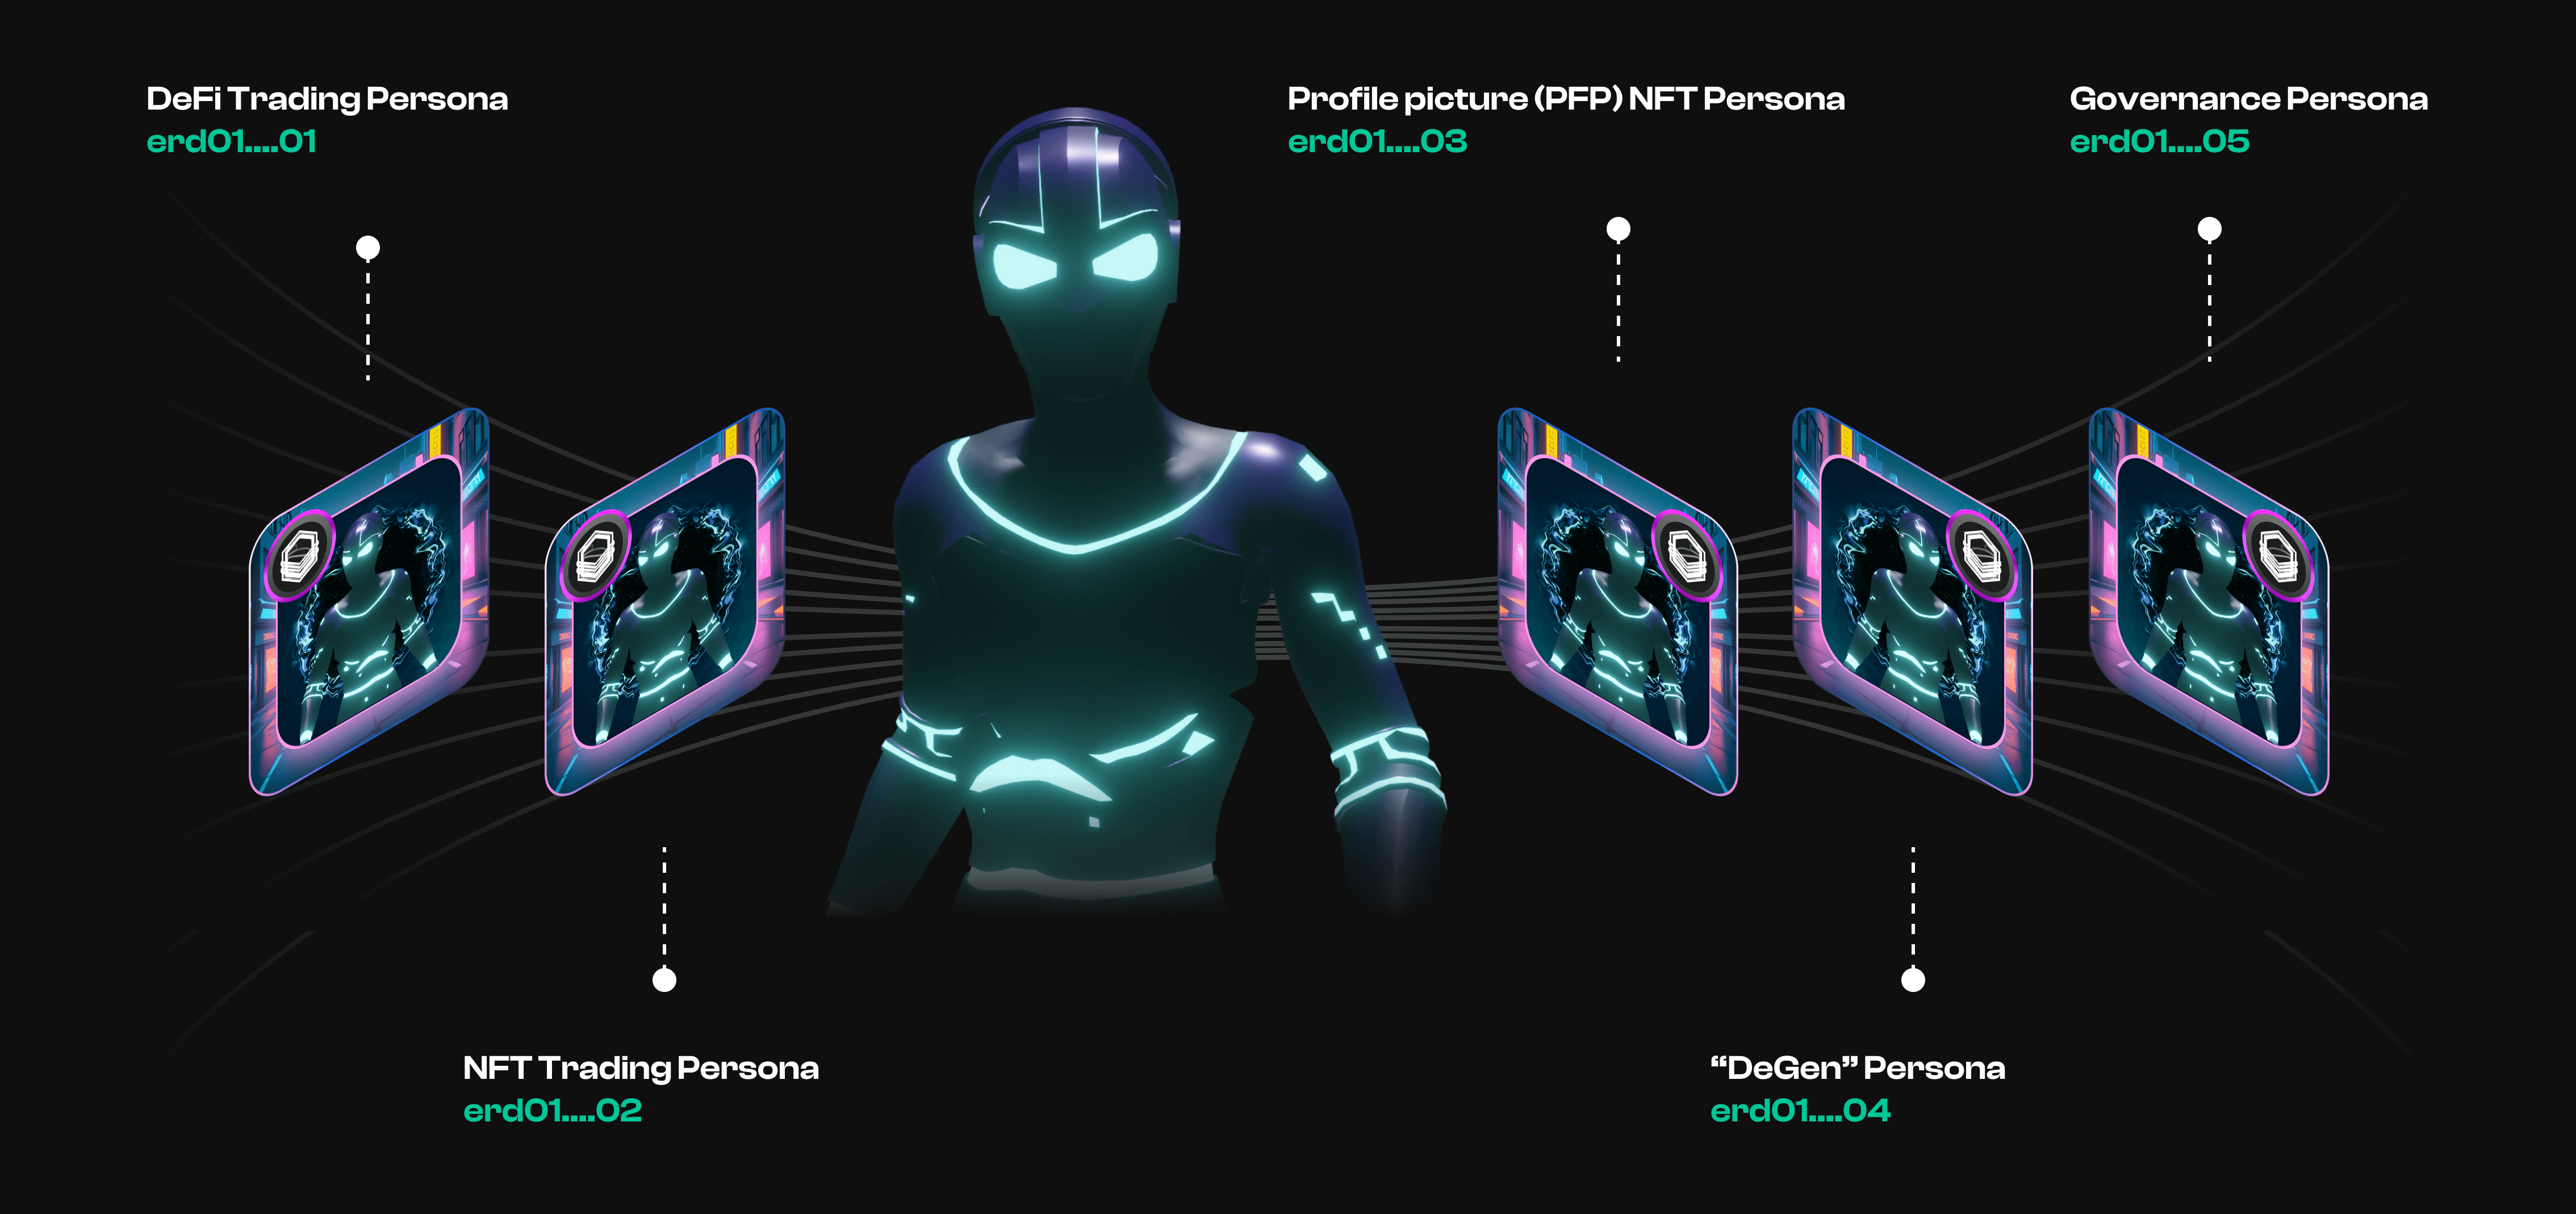 DeFi Trading Persona
erd01....01
Profile picture (PFP) NFT Persona
erd01....03
Governance Persona
erd01....05
NFT Trading Persona
erd01....02
“DeGen” Persona
erd01....04